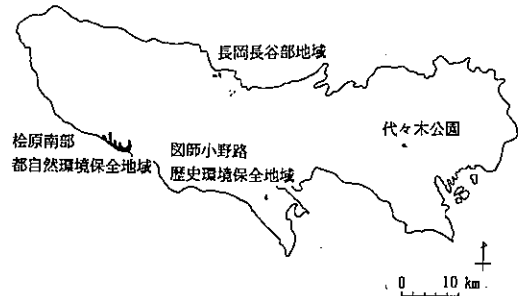 長岡長谷部地域
代々木公園
桧原南部
都自然環境保全地域
図師小野路
歴史環境保全地域
0 10 km